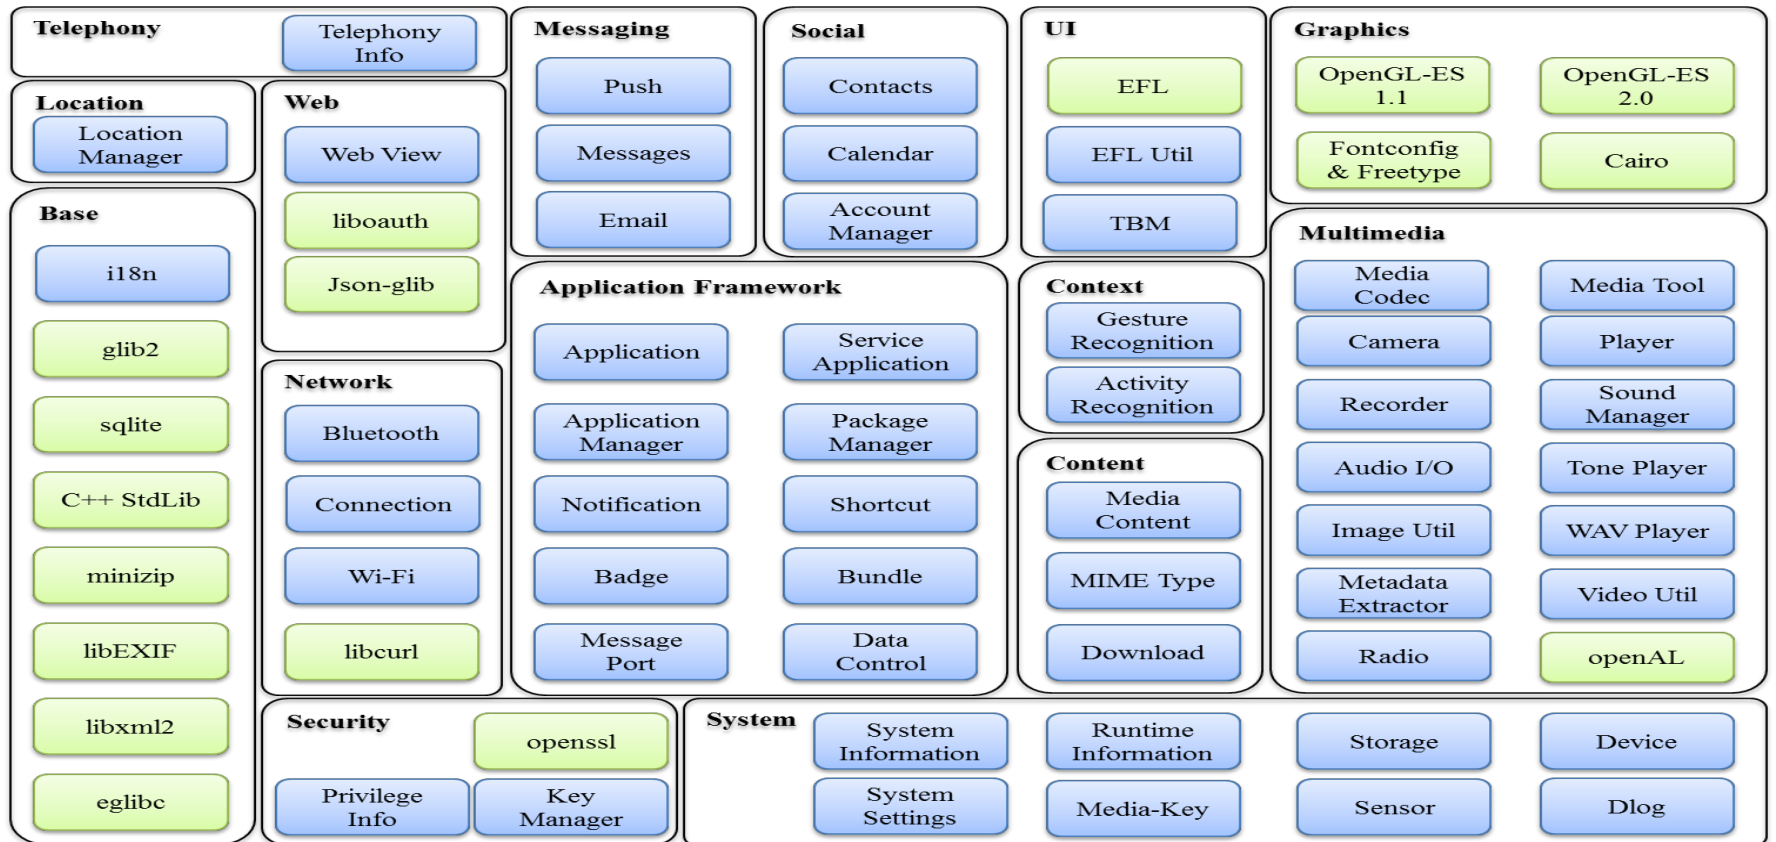 Telephony
Telephony
Info
Location
Location
Manager
Base
i18n
glib2
sqlite
C++ StdLib
minizip
libEXIF
libxml2
eglibc
Web
Web View
liboauth
Json-glib
Network
Bluetooth
Connection
Wi-Fi
libcurl
Messaging
Push
Messages
Email
Social
Contacts
Calendar
Account
Manager
Application Framework
Application
Service
Application
Application
Manager
Package
Manager
Notification
Shortcut
Badge
Bundle
Message
Port
Data
Control
UI
EFL
EFL Util
TBM
Context
Gesture
Recognition
Activity
Recognition
Content
Media
Content
MIME Type
Download
Graphics
OpenGL-ES
1.1
OpenGL-ES
2.0
Fontconfig
& Freetype
Cairo
Multimedia
Media
Codec
Media Tool
Camera
Player
Recorder
Sound
Manager
Audio I/O
Tone Player
Image Util
WAV Player
Metadata
Extractor
Video Util
Radio
openAL
Security
openssl
Privilege
Info
Key
Manager
System
System
Information
Runtime
Information
Storage
Device
System
Settings
Media-Key
Sensor
Dlog